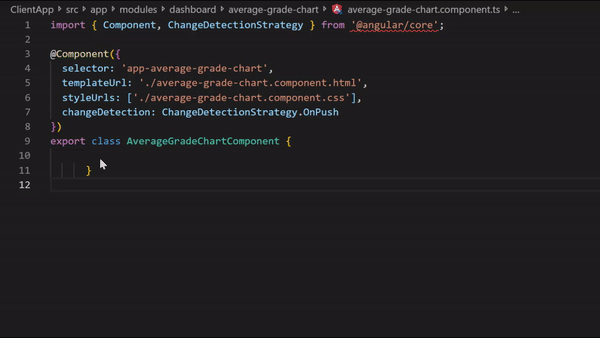 ClientApp > src > app > modules > dashboard > average-grade-chart > average-grade-chart.component.ts > ...
1 import { Component, ChangeDetectionStrategy } from '@angular/core';
2
3 @Component({
4 selector: 'app-average-grade-chart',
5 templateUrl: './average-grade-chart.component.html',
6 styleUrls: ['./average-grade-chart.component.css'],
7 changeDetection: ChangeDetectionStrategy.OnPush
8 })
9 export class AverageGradeChartComponent {
10
11 }
12